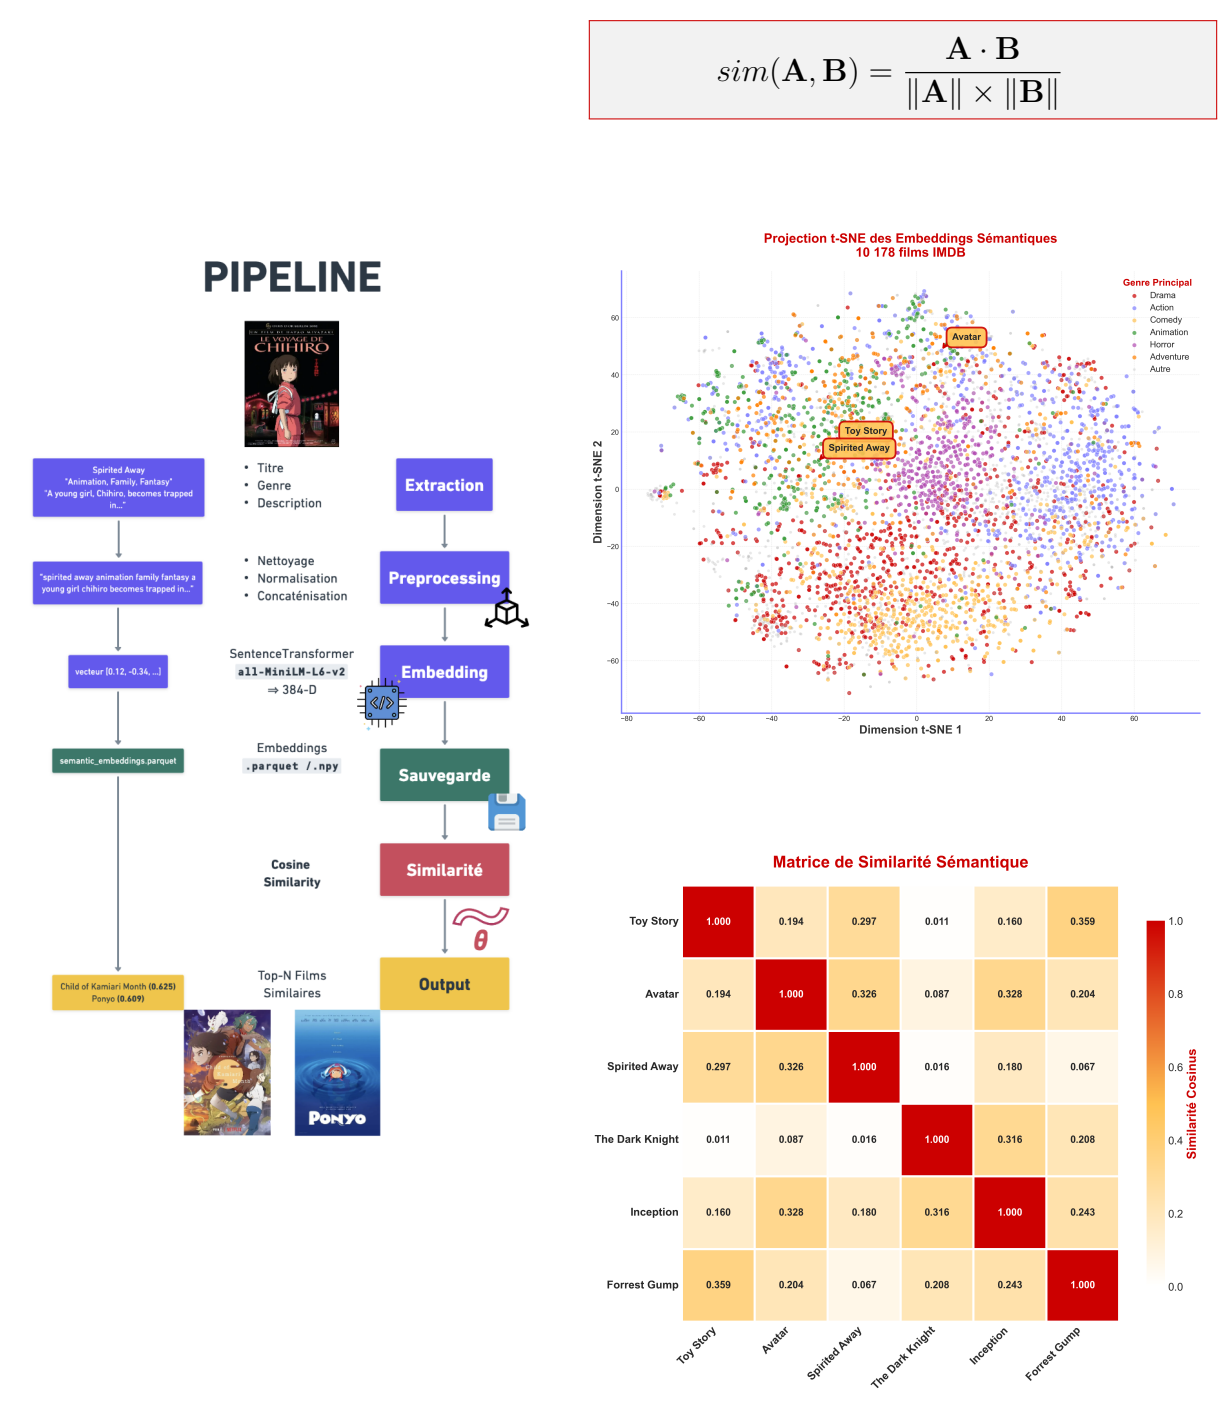 sim(A, B) = A · B / ‖A‖ × ‖B‖
PIPELINE
LE VOYAGE DE
CHIHIRO
Spirited Away
"Animation, Family, Fantasy"
"A young girl, Chihiro, becomes trapped
in..."
• Titre
• Genre
• Description
Extraction
"spirited away animation family fantasy a
young girl chihiro becomes trapped in..."
• Nettoyage
• Normalisation
• Concaténisation
Preprocessing
vecteur [0.12, -0.34, ...]
SentenceTransformer
all-MiniLM-L6-v2
⇒ 384-D
Embedding
</>
semantic_embeddings.parquet
Embeddings
.parquet /.npy
Sauvegarde
Cosine
Similarity
Similarité
θ
Child of Kamiari Month (0.625)
Ponyo (0.609)
Top-N Films
Similaires
Output
PONYO
Projection t-SNE des Embeddings Sémantiques
10 178 films IMDB
Genre Principal
Drama
Action
Comedy
Animation
Horror
Adventure
Autre
Avatar
Toy Story
Spirited Away
Dimension t-SNE 2
60
40
20
0
−20
−40
−60
−80
−60
−40
−20
0
20
40
60
Dimension t-SNE 1
Matrice de Similarité Sémantique
Toy Story 1.000 0.194 0.297 0.011 0.160 0.359
Avatar 0.194 1.000 0.326 0.087 0.328 0.204
Spirited Away 0.297 0.326 1.000 0.016 0.180 0.067
The Dark Knight 0.011 0.087 0.016 1.000 0.316 0.208
Inception 0.160 0.328 0.180 0.316 1.000 0.243
Forrest Gump 0.359 0.204 0.067 0.208 0.243 1.000
Toy Story
Avatar
Spirited Away
The Dark Knight
Inception
Forrest Gump
1.0
0.8
0.6
0.4
0.2
0.0
Similarité Cosinus